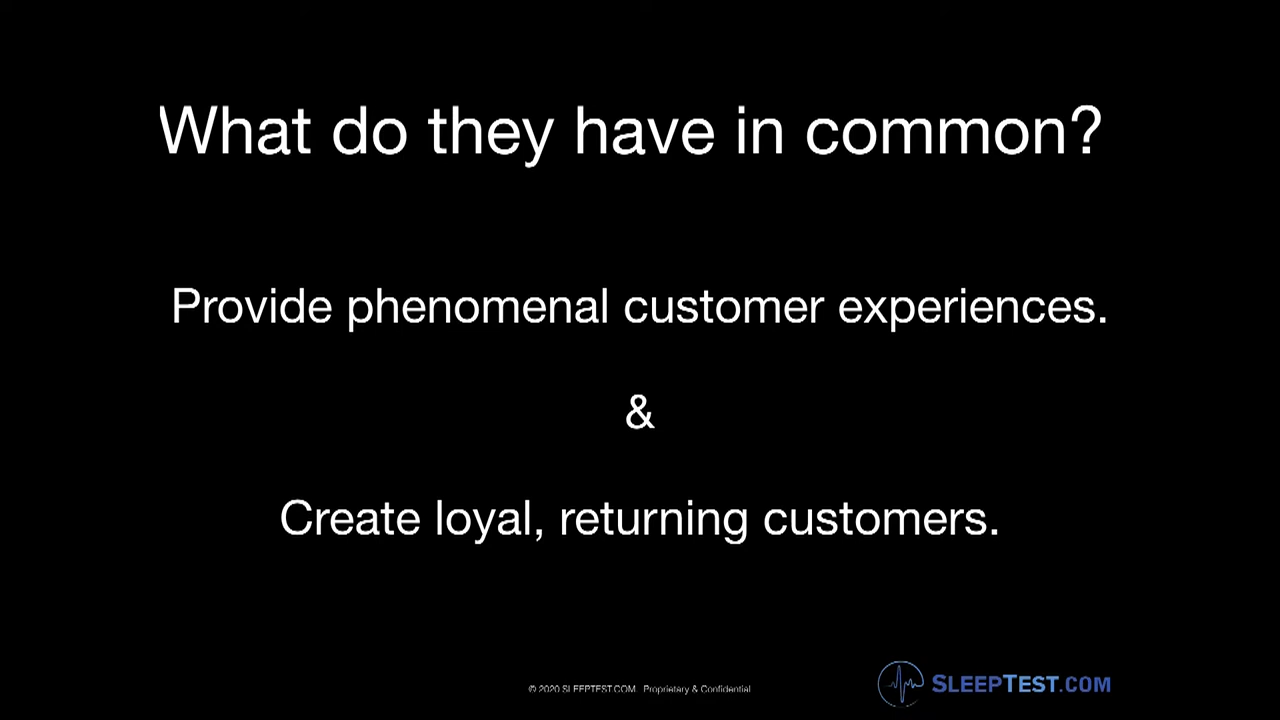 What do they have in common?
Provide phenomenal customer experiences.
&
Create loyal, returning customers.
© 2020 SLEEPTEST.COM Proprietary & Confidential
SLEEPTEST.COM